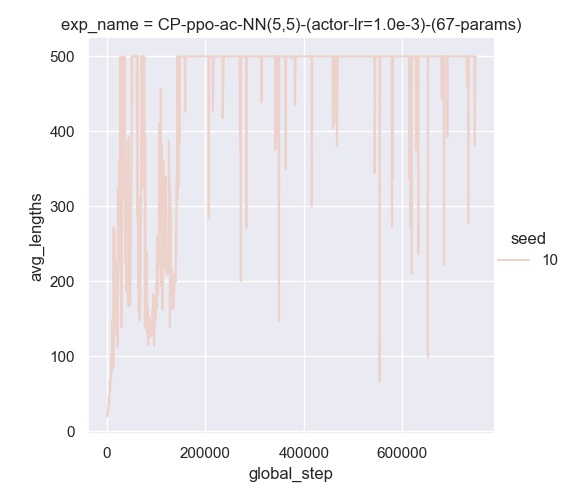 exp_name = CP-ppo-ac-NN(5,5)-(actor-lr=1.0e-3)-(67-params)
500
400
300
200
100
0
avg_lengths
0 200000 400000 600000
global_step
seed
10